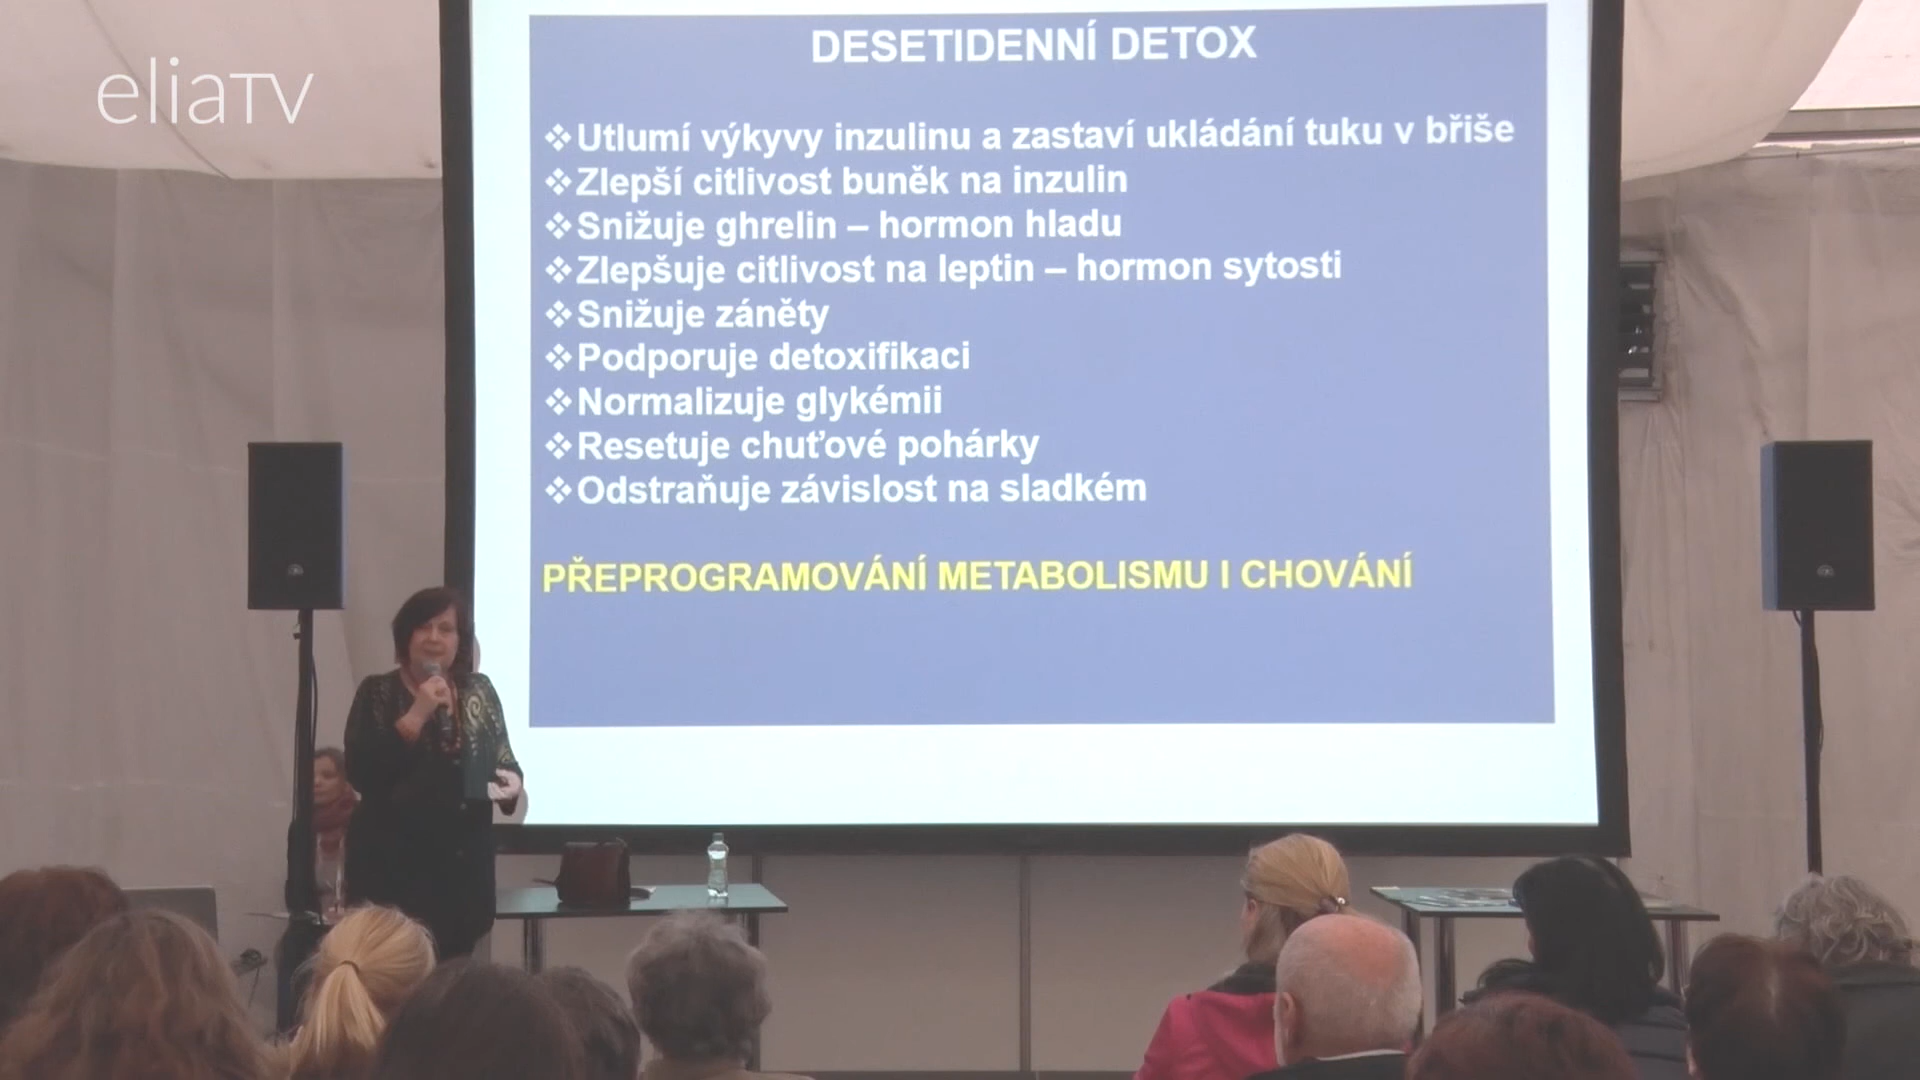 eliaTV
DESETIDENNÍ DETOX
❖Utlumí výkyvy inzulinu a zastaví ukládání tuku v břiše
❖Zlepší citlivost buněk na inzulin
❖Snižuje ghrelin – hormon hladu
❖Zlepšuje citlivost na leptin – hormon sytosti
❖Snižuje záněty
❖Podporuje detoxifikaci
❖Normalizuje glykémii
❖Resetuje chuťové pohárky
❖Odstraňuje závislost na sladkém
PŘEPROGRAMOVÁNÍ METABOLISMU I CHOVÁNÍ